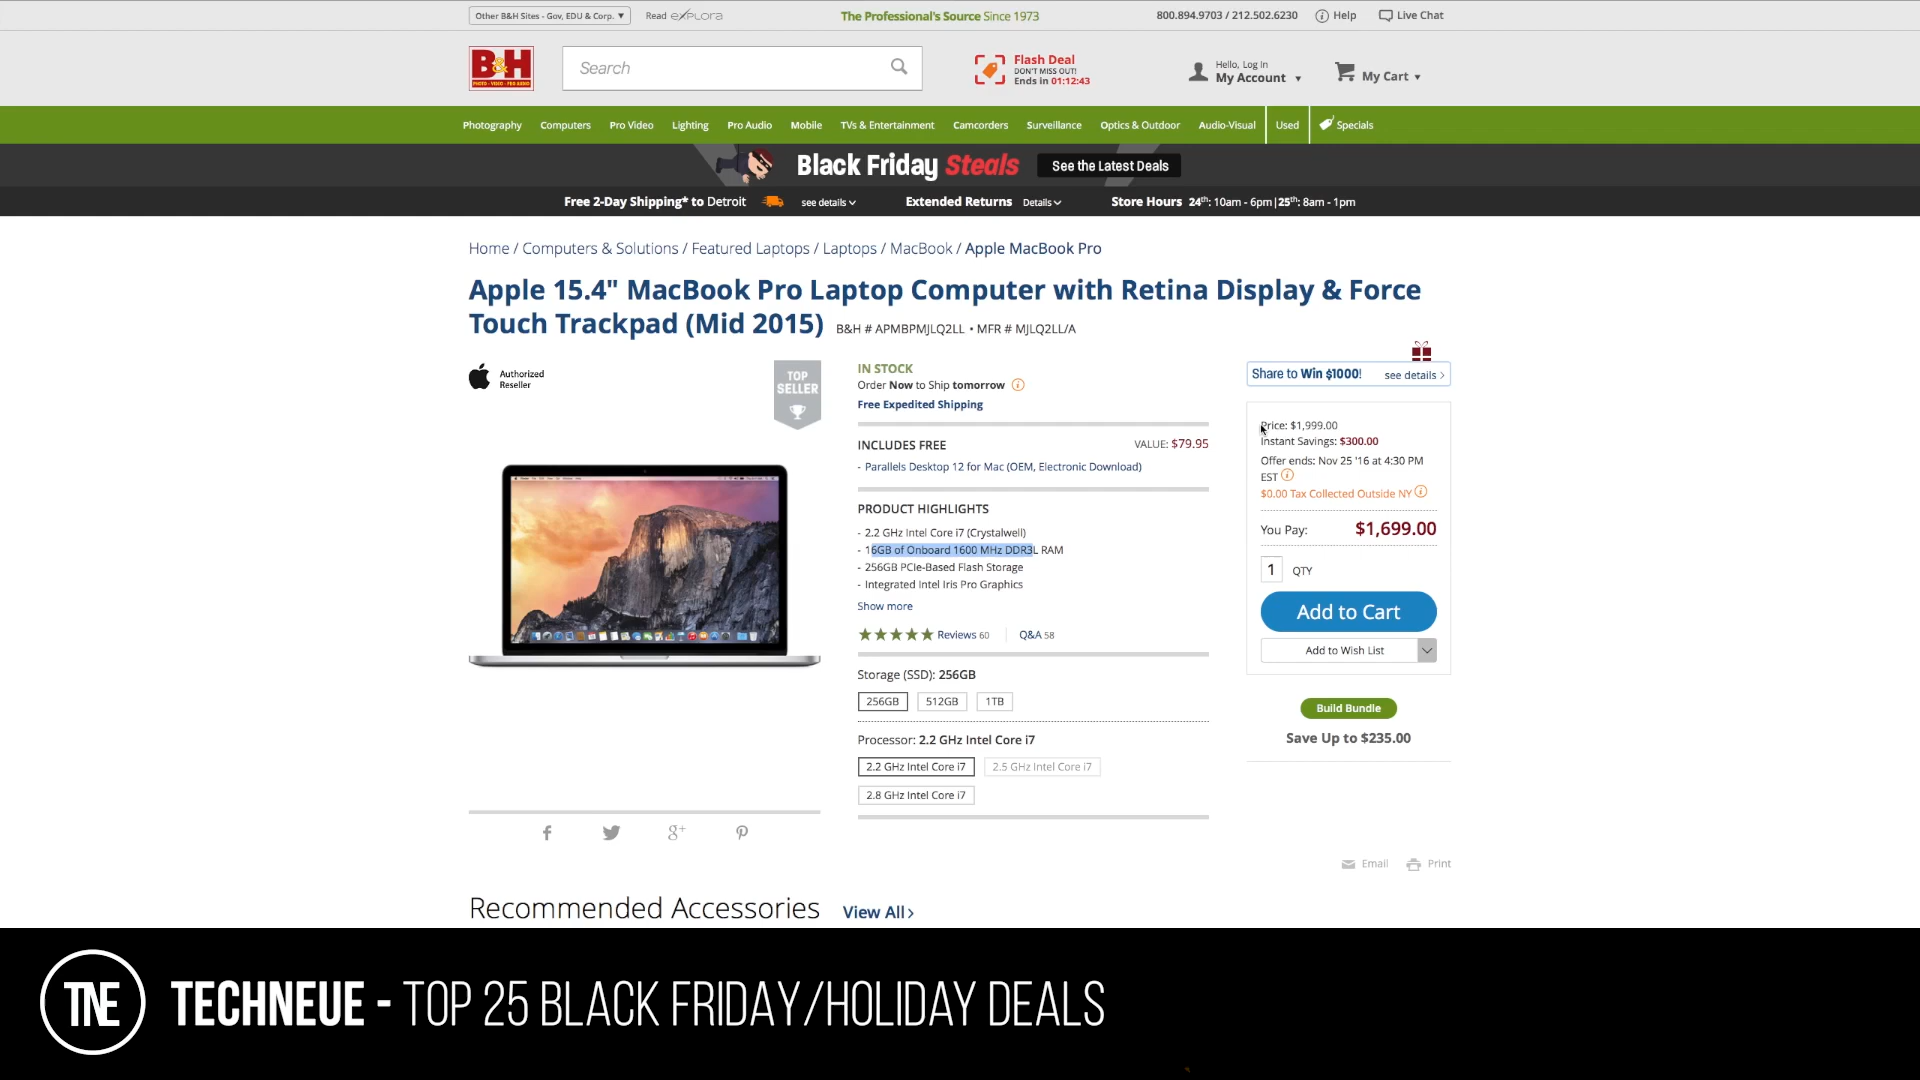 Other B&H Sites - Gov, EDU & Corp. ▼
Read eXPLORA
The Professional's Source Since 1973
800.894.9703 / 212.502.6230
Help
Live Chat
B&H
PHOTO - VIDEO - PRO AUDIO
Search
Flash Deal
DON'T MISS OUT!
Ends in 01:12:43
Hello, Log In
My Account ▼
My Cart ▼
Photography Computers Pro Video Lighting Pro Audio Mobile TVs & Entertainment Camcorders Surveillance Optics & Outdoor Audio-Visual Used Specials
Black Friday Steals See the Latest Deals
Free 2-Day Shipping* to Detroit see details
Extended Returns Details
Store Hours 24th: 10am - 6pm|25th: 8am - 1pm
Home / Computers & Solutions / Featured Laptops / Laptops / MacBook / Apple MacBook Pro
Apple 15.4" MacBook Pro Laptop Computer with Retina Display & Force
Touch Trackpad (Mid 2015) B&H # APMBPMJLQ2LL • MFR # MJLQ2LL/A
Authorized
Reseller
TOP
SELLER
IN STOCK
Order Now to Ship tomorrow
Free Expedited Shipping
INCLUDES FREE VALUE: $79.95
- Parallels Desktop 12 for Mac (OEM, Electronic Download)
PRODUCT HIGHLIGHTS
- 2.2 GHz Intel Core i7 (Crystalwell)
- 16GB of Onboard 1600 MHz DDR3L RAM
- 256GB PCIe-Based Flash Storage
- Integrated Intel Iris Pro Graphics
Show more
Reviews 60 Q&A 58
Storage (SSD): 256GB
256GB 512GB 1TB
Processor: 2.2 GHz Intel Core i7
2.2 GHz Intel Core i7 2.5 GHz Intel Core i7
2.8 GHz Intel Core i7
Share to Win $1000! see details >
Price: $1,999.00
Instant Savings: $300.00
Offer ends: Nov 25 '16 at 4:30 PM
EST
$0.00 Tax Collected Outside NY
You Pay: $1,699.00
1 QTY
Add to Cart
Add to Wish List
Build Bundle
Save Up to $235.00
Email Print
Recommended Accessories View All >
TNE TECHNEUE - TOP 25 BLACK FRIDAY/HOLIDAY DEALS